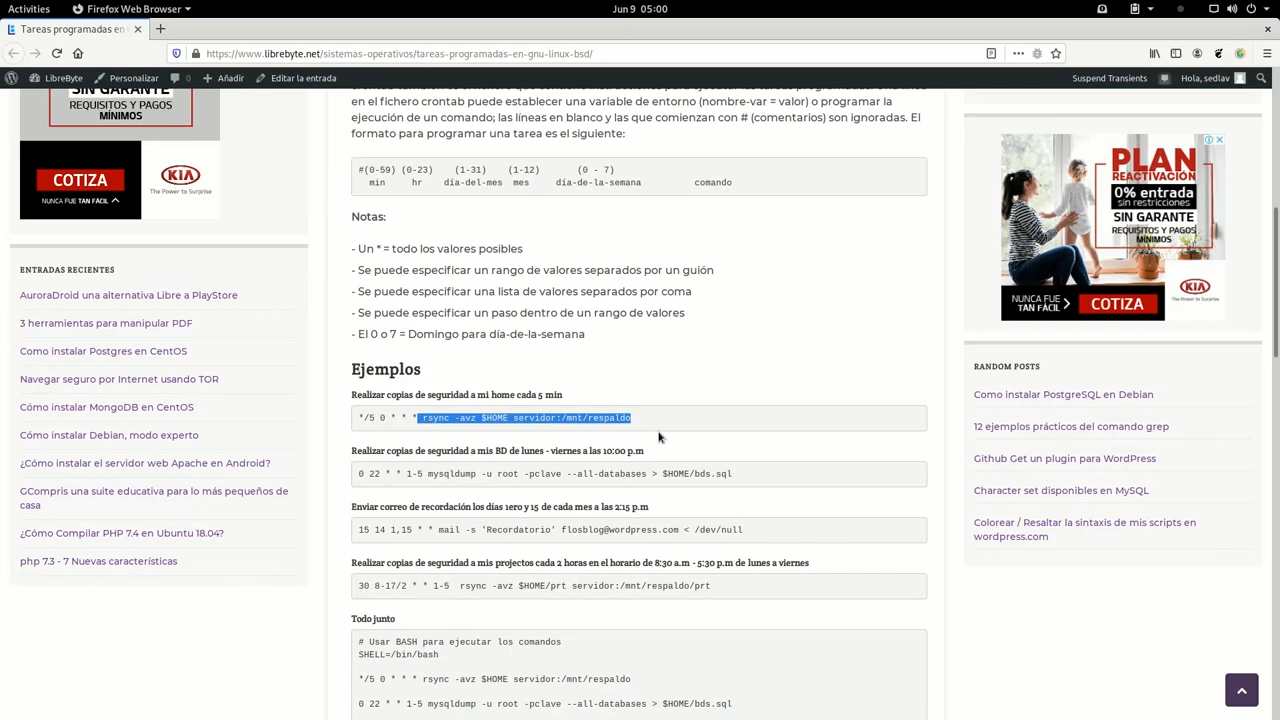 Activities
Firefox Web Browser
Jun 9 05:00
Tareas programadas en
https://www.librebyte.net/sistemas-operativos/tareas-programadas-en-gnu-linux-bsd/
LibreByte
Personalizar
0
Añadir
Editar la entrada
Suspend Transients
Hola, sedlav
SIN GARANTE
REQUISITOS Y PAGOS
MÍNIMOS
COTIZA
NUNCA FUE TAN FÁCIL
KIA
The Power to Surprise
ENTRADAS RECIENTES
AuroraDroid una alternativa Libre a PlayStore
3 herramientas para manipular PDF
Como instalar Postgres en CentOS
Navegar seguro por Internet usando TOR
Cómo instalar MongoDB en CentOS
Cómo instalar Debian, modo experto
¿Cómo instalar el servidor web Apache en Android?
GCompris una suite educativa para lo más pequeños de
casa
¿Cómo Compilar PHP 7.4 en Ubuntu 18.04?
php 7.3 - 7 Nuevas características
en el fichero crontab puede establecer una variable de entorno (nombre-var = valor) o programar la
ejecución de un comando; las líneas en blanco y las que comienzan con # (comentarios) son ignoradas. El
formato para programar una tarea es el siguiente:
#(0-59) (0-23) (1-31) (1-12) (0 - 7)
min hr día-del-mes mes día-de-la-semana comando
Notas:
- Un * = todo los valores posibles
- Se puede especificar un rango de valores separados por un guión
- Se puede especificar una lista de valores separados por coma
- Se puede especificar un paso dentro de un rango de valores
- El 0 o 7 = Domingo para día-de-la-semana
Ejemplos
Realizar copias de seguridad a mi home cada 5 min
*/5 0 * * * rsync -avz $HOME servidor:/mnt/respaldo
Realizar copias de seguridad a mis BD de lunes - viernes a las 10:00 p.m
0 22 * * 1-5 mysqldump -u root -pclave --all-databases > $HOME/bds.sql
Enviar correo de recordación los días 1ero y 15 de cada mes a las 2:15 p.m
15 14 1,15 * * mail -s 'Recordatorio' flosblog@wordpress.com < /dev/null
Realizar copias de seguridad a mis projectos cada 2 horas en el horario de 8:30 a.m - 5:30 p.m de lunes a viernes
30 8-17/2 * * 1-5 rsync -avz $HOME/prt servidor:/mnt/respaldo/prt
Todo junto
# Usar BASH para ejecutar los comandos
SHELL=/bin/bash
*/5 0 * * * rsync -avz $HOME servidor:/mnt/respaldo
0 22 * * 1-5 mysqldump -u root -pclave --all-databases > $HOME/bds.sql
PLAN
REACTIVACIÓN
0% entrada
sin restricciones
SIN GARANTE
REQUISITOS Y PAGOS
MÍNIMOS
NUNCA FUE
TAN FÁCIL
COTIZA
KIA
The Power to Surprise
RANDOM POSTS
Como instalar PostgreSQL en Debian
12 ejemplos prácticos del comando grep
Github Get un plugin para WordPress
Character set disponibles en MySQL
Colorear / Resaltar la sintaxis de mis scripts en
wordpress.com